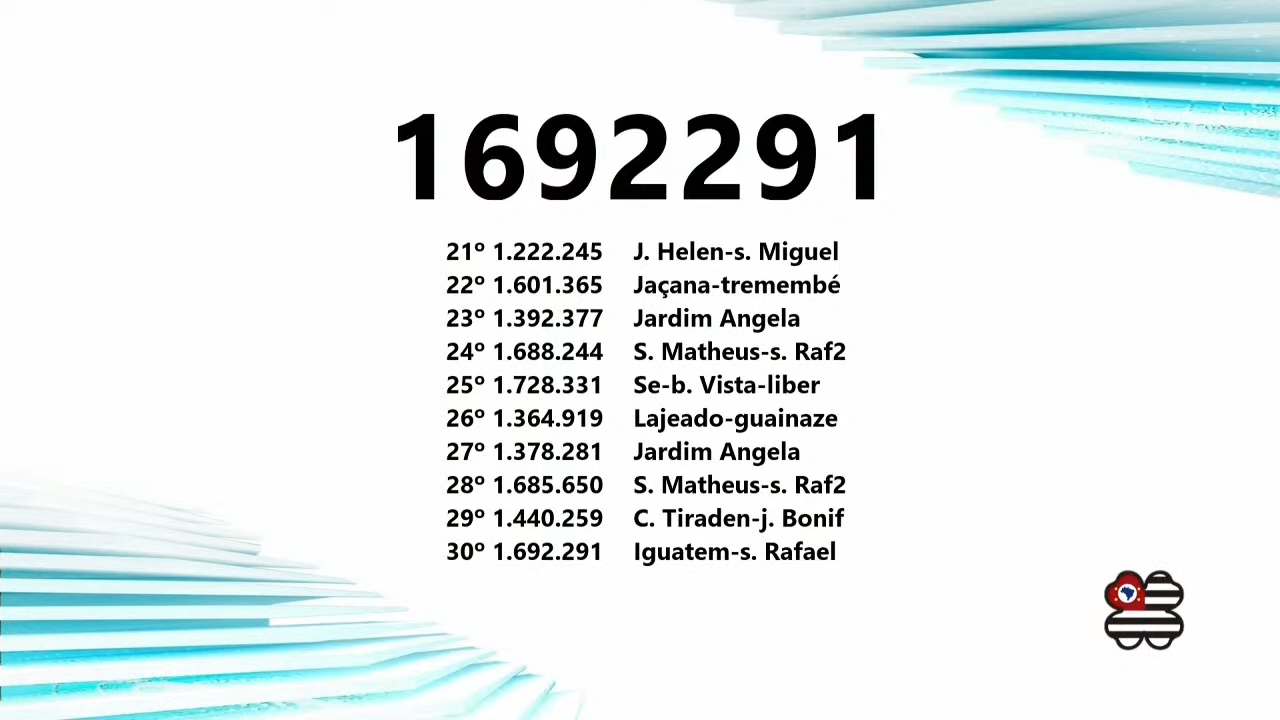 1692291
21º 1.222.245 J. Helen-s. Miguel
22º 1.601.365 Jaçana-tremembé
23º 1.392.377 Jardim Angela
24º 1.688.244 S. Matheus-s. Raf2
25º 1.728.331 Se-b. Vista-liber
26º 1.364.919 Lajeado-guainaze
27º 1.378.281 Jardim Angela
28º 1.685.650 S. Matheus-s. Raf2
29º 1.440.259 C. Tiraden-j. Bonif
30º 1.692.291 Iguatem-s. Rafael